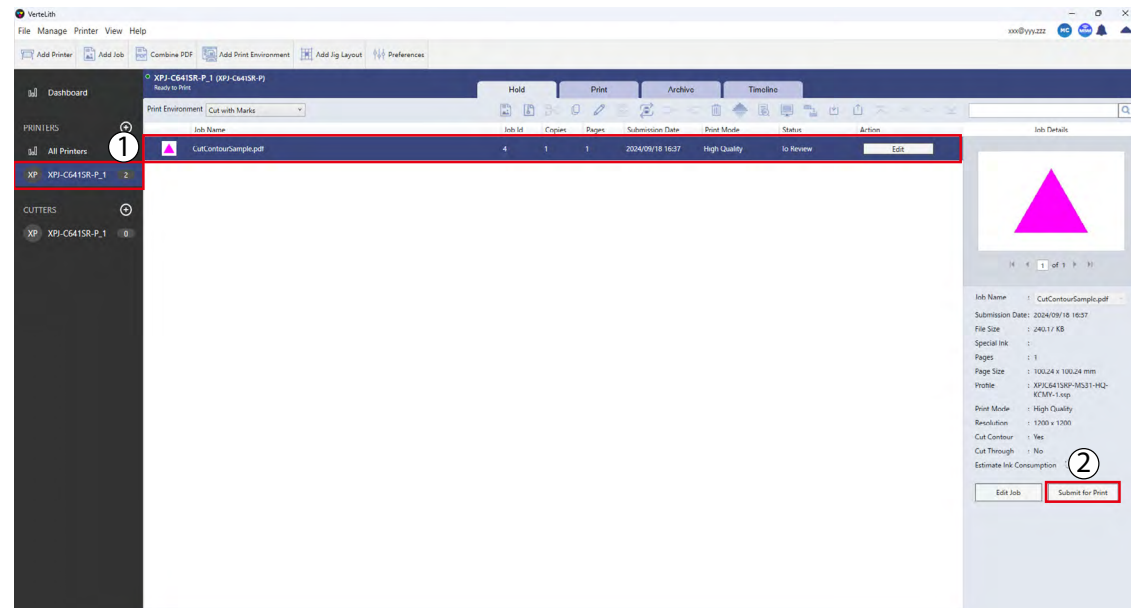 VerteLith
File Manage Printer View Help
xxx@yyy.zzz MC MSM
Add Printer Add Job Combine PDF Add Print Environment Add Jig Layout Preferences
Dashboard
XPJ-C641SR-P_1 (XPJ-C641SR-P)
Ready to Print
Hold Print Archive Timeline
Print Environment Cut with Marks
PRINTERS
Job Name Job Id Copies Pages Submission Date Print Mode Status Action Job Details
All Printers
1
CutContourSample.pdf 4 1 1 2024/09/18 16:37 High Quality To Review Edit
XP XPJ-C641SR-P_1 2
CUTTERS
XP XPJ-C641SR-P_1 0
1 of 1
Job Name : CutContourSample.pdf
Submission Date: 2024/09/18 16:37
File Size : 240.17 KB
Special Ink :
Pages : 1
Page Size : 100.24 x 100.24 mm
Profile : XPJC641SRP-MS31-HQ-
KCMY-1.ssp
Print Mode : High Quality
Resolution : 1200 x 1200
Cut Contour : Yes
Cut Through : No
Estimate Ink Consumption
2
Edit Job Submit for Print